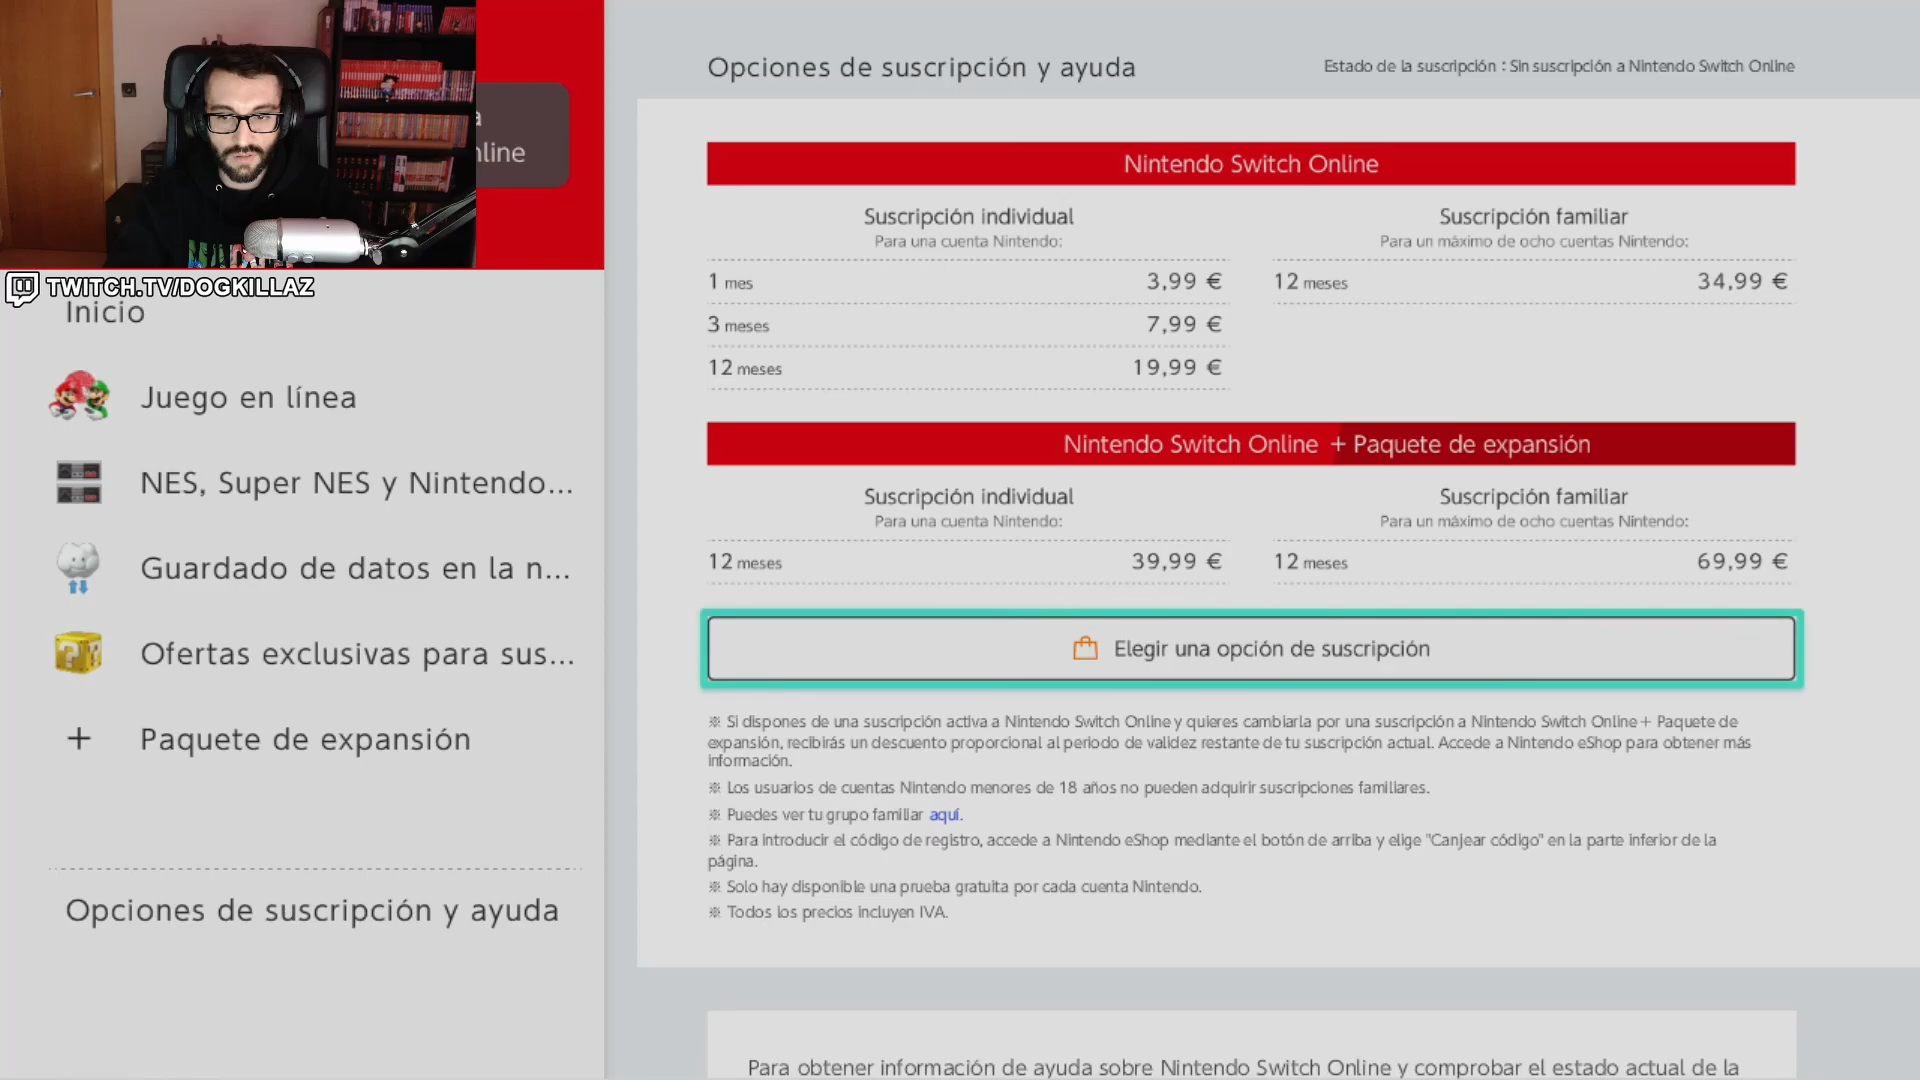 nline
TWITCH.TV/DOGKILLAZ
Inicio
Juego en línea
NES, Super NES y Nintendo...
Guardado de datos en la n...
Ofertas exclusivas para sus...
+ Paquete de expansión
Opciones de suscripción y ayuda
Opciones de suscripción y ayuda
Estado de la suscripción : Sin suscripción a Nintendo Switch Online
Nintendo Switch Online
Suscripción individual
Para una cuenta Nintendo:
1 mes 3,99 €
3 meses 7,99 €
12 meses 19,99 €
Suscripción familiar
Para un máximo de ocho cuentas Nintendo:
12 meses 34,99 €
Nintendo Switch Online + Paquete de expansión
Suscripción individual
Para una cuenta Nintendo:
12 meses 39,99 €
Suscripción familiar
Para un máximo de ocho cuentas Nintendo:
12 meses 69,99 €
Elegir una opción de suscripción
※ Si dispones de una suscripción activa a Nintendo Switch Online y quieres cambiarla por una suscripción a Nintendo Switch Online + Paquete de
expansión, recibirás un descuento proporcional al periodo de validez restante de tu suscripción actual. Accede a Nintendo eShop para obtener más
información.
※ Los usuarios de cuentas Nintendo menores de 18 años no pueden adquirir suscripciones familiares.
※ Puedes ver tu grupo familiar aquí.
※ Para introducir el código de registro, accede a Nintendo eShop mediante el botón de arriba y elige "Canjear código" en la parte inferior de la
página.
※ Solo hay disponible una prueba gratuita por cada cuenta Nintendo.
※ Todos los precios incluyen IVA.
Para obtener información de ayuda sobre Nintendo Switch Online y comprobar el estado actual de la